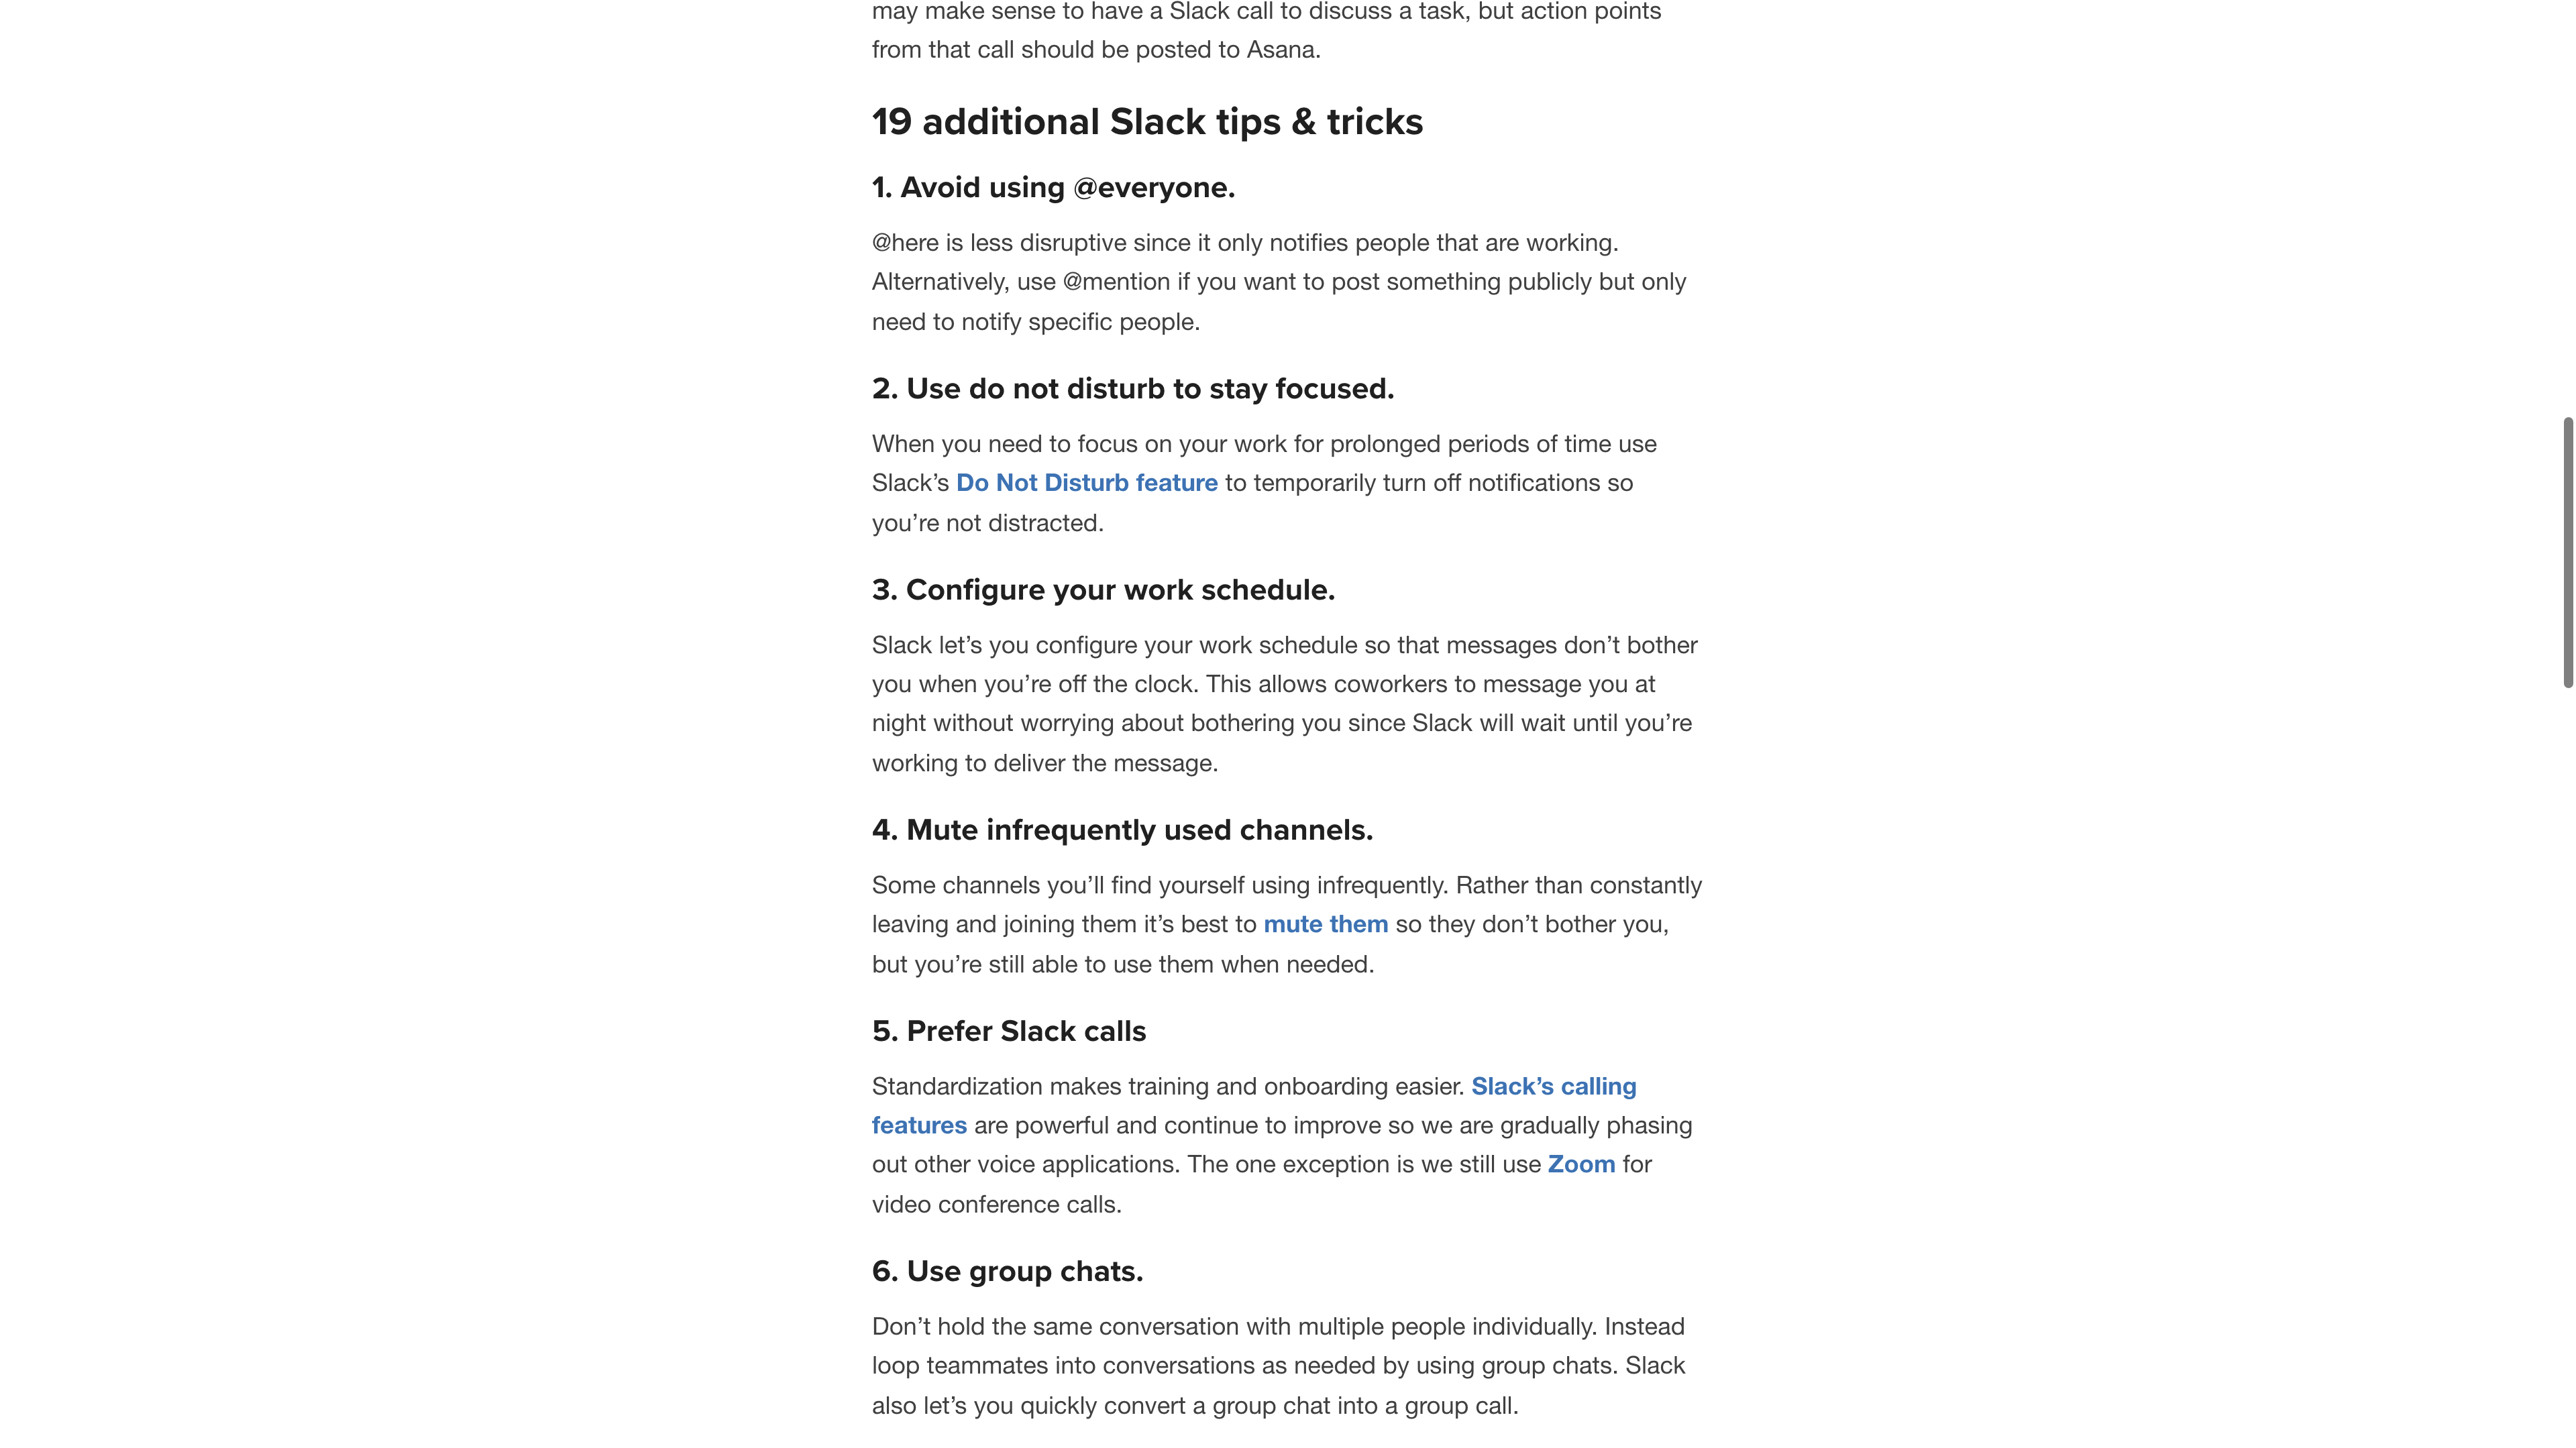 may make sense to have a Slack call to discuss a task, but action points
from that call should be posted to Asana.
19 additional Slack tips & tricks
1. Avoid using @everyone.
@here is less disruptive since it only notifies people that are working.
Alternatively, use @mention if you want to post something publicly but only
need to notify specific people.
2. Use do not disturb to stay focused.
When you need to focus on your work for prolonged periods of time use
Slack’s Do Not Disturb feature to temporarily turn off notifications so
you’re not distracted.
3. Configure your work schedule.
Slack let’s you configure your work schedule so that messages don’t bother
you when you’re off the clock. This allows coworkers to message you at
night without worrying about bothering you since Slack will wait until you’re
working to deliver the message.
4. Mute infrequently used channels.
Some channels you’ll find yourself using infrequently. Rather than constantly
leaving and joining them it’s best to mute them so they don’t bother you,
but you’re still able to use them when needed.
5. Prefer Slack calls
Standardization makes training and onboarding easier. Slack’s calling
features are powerful and continue to improve so we are gradually phasing
out other voice applications. The one exception is we still use Zoom for
video conference calls.
6. Use group chats.
Don’t hold the same conversation with multiple people individually. Instead
loop teammates into conversations as needed by using group chats. Slack
also let’s you quickly convert a group chat into a group call.